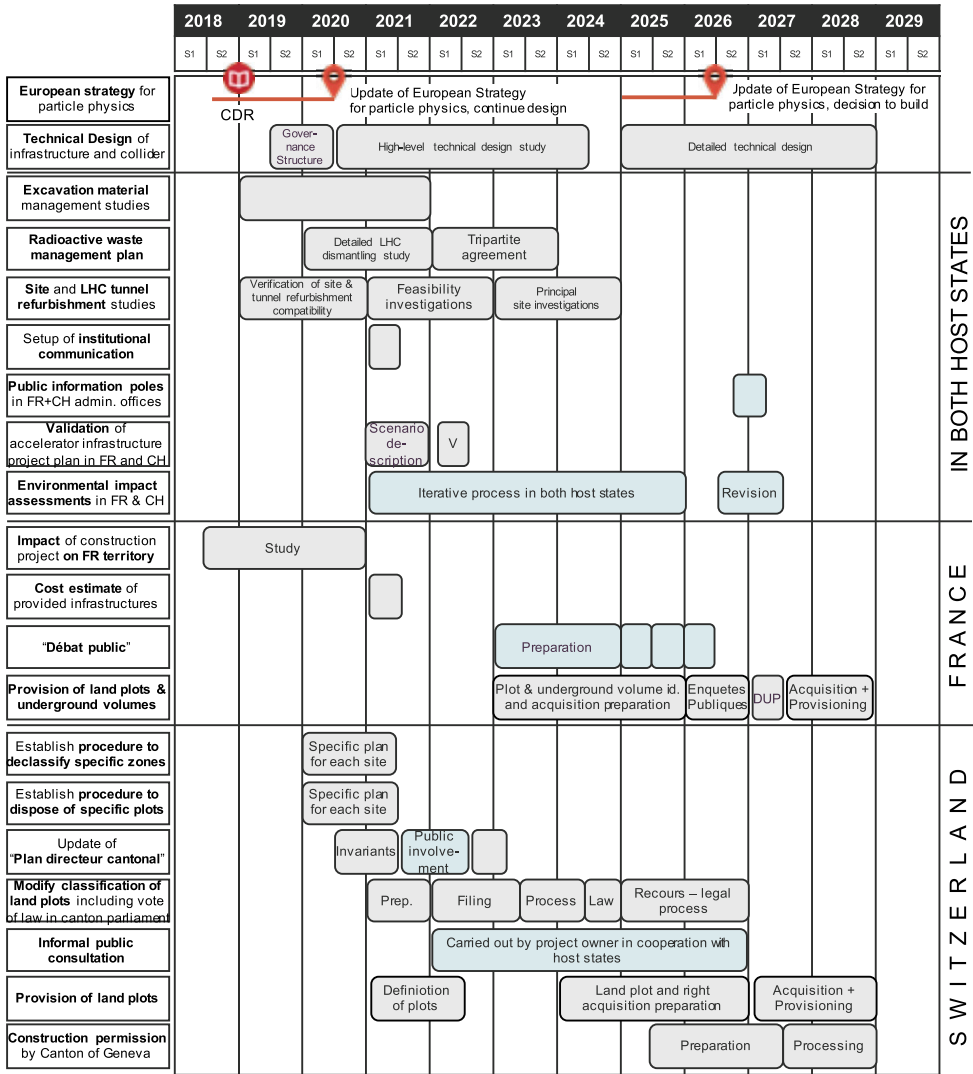 2018 2019 2020 2021 2022 2023 2024 2025 2026 2027 2028 2029
S1 S2 S1 S2 S1 S2 S1 S2 S1 S2 S1 S2 S1 S2 S1 S2 S1 S2 S1 S2 S1 S2 S1 S2
European strategy for
particle physics
CDR
Update of European Strategy
for particle physics, continue design
Update of European Strategy for
particle physics, decision to build
Technical Design of
infrastructure and collider
Gover-
nance
Structure
High-level technical design study
Detailed technical design
IN BOTH HOST STATES
Excavation material
management studies
Radioactive waste
management plan
Detailed LHC
dismantling study
Tripartite
agreement
Site and LHC tunnel
refurbishment studies
Verification of site &
tunnel refurbishment
compatibility
Feasibility
investigations
Principal
site investigations
Setup of institutional
communication
Public information poles
in FR+CH admin. offices
Validation of
accelerator infrastructure
project plan in FR and CH
Scenario
de-
scription
V
Environmental impact
assessments in FR & CH
Iterative process in both host states
Revision
FRANCE
Impact of construction
project on FR territory
Study
Cost estimate of
provided infrastructures
“Débat public”
Preparation
Provision of land plots &
underground volumes
Plot & underground volume id.
and acquisition preparation
Enquetes
Publiques
DUP
Acquisition +
Provisioning
SWITZERLAND
Establish procedure to
declassify specific zones
Specific plan
for each site
Establish procedure to
dispose of specific plots
Specific plan
for each site
Update of
“Plan directeur cantonal”
Invariants
Public
involve-
ment
Modify classification of
land plots including vote
of law in canton parliament
Prep.
Filing
Process
Law
Recours – legal
process
Informal public
consultation
Carried out by project owner in cooperation with
host states
Provision of land plots
Definiotion
of plots
Land plot and right
acquisition preparation
Acquisition +
Provisioning
Construction permission
by Canton of Geneva
Preparation
Processing